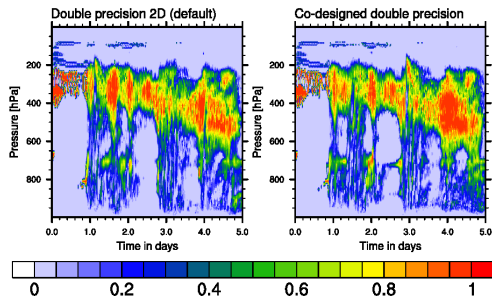 Double precision 2D (default)
Co-designed double precision
Pressure [hPa]
200
400
600
800
0.0 1.0 2.0 3.0 4.0 5.0
Time in days
Pressure [hPa]
200
400
600
800
0.0 1.0 2.0 3.0 4.0 5.0
Time in days
0 0.2 0.4 0.6 0.8 1